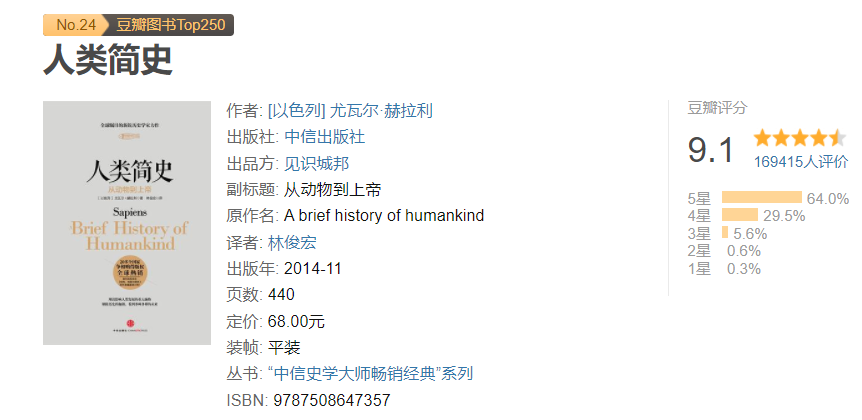 No.24 豆瓣图书Top250
人类简史
人类简史
从动物到上帝
Sapiens
Brief History of
Humankind
全球热销
作者: [以色列] 尤瓦尔·赫拉利
出版社: 中信出版社
出品方: 见识城邦
副标题: 从动物到上帝
原作名: A brief history of humankind
译者: 林俊宏
出版年: 2014-11
页数: 440
定价: 68.00元
装帧: 平装
丛书: “中信史学大师畅销经典”系列
ISBN: 9787508647357
豆瓣评分
9.1
169415人评价
5星 64.0%
4星 29.5%
3星 5.6%
2星 0.6%
1星 0.3%